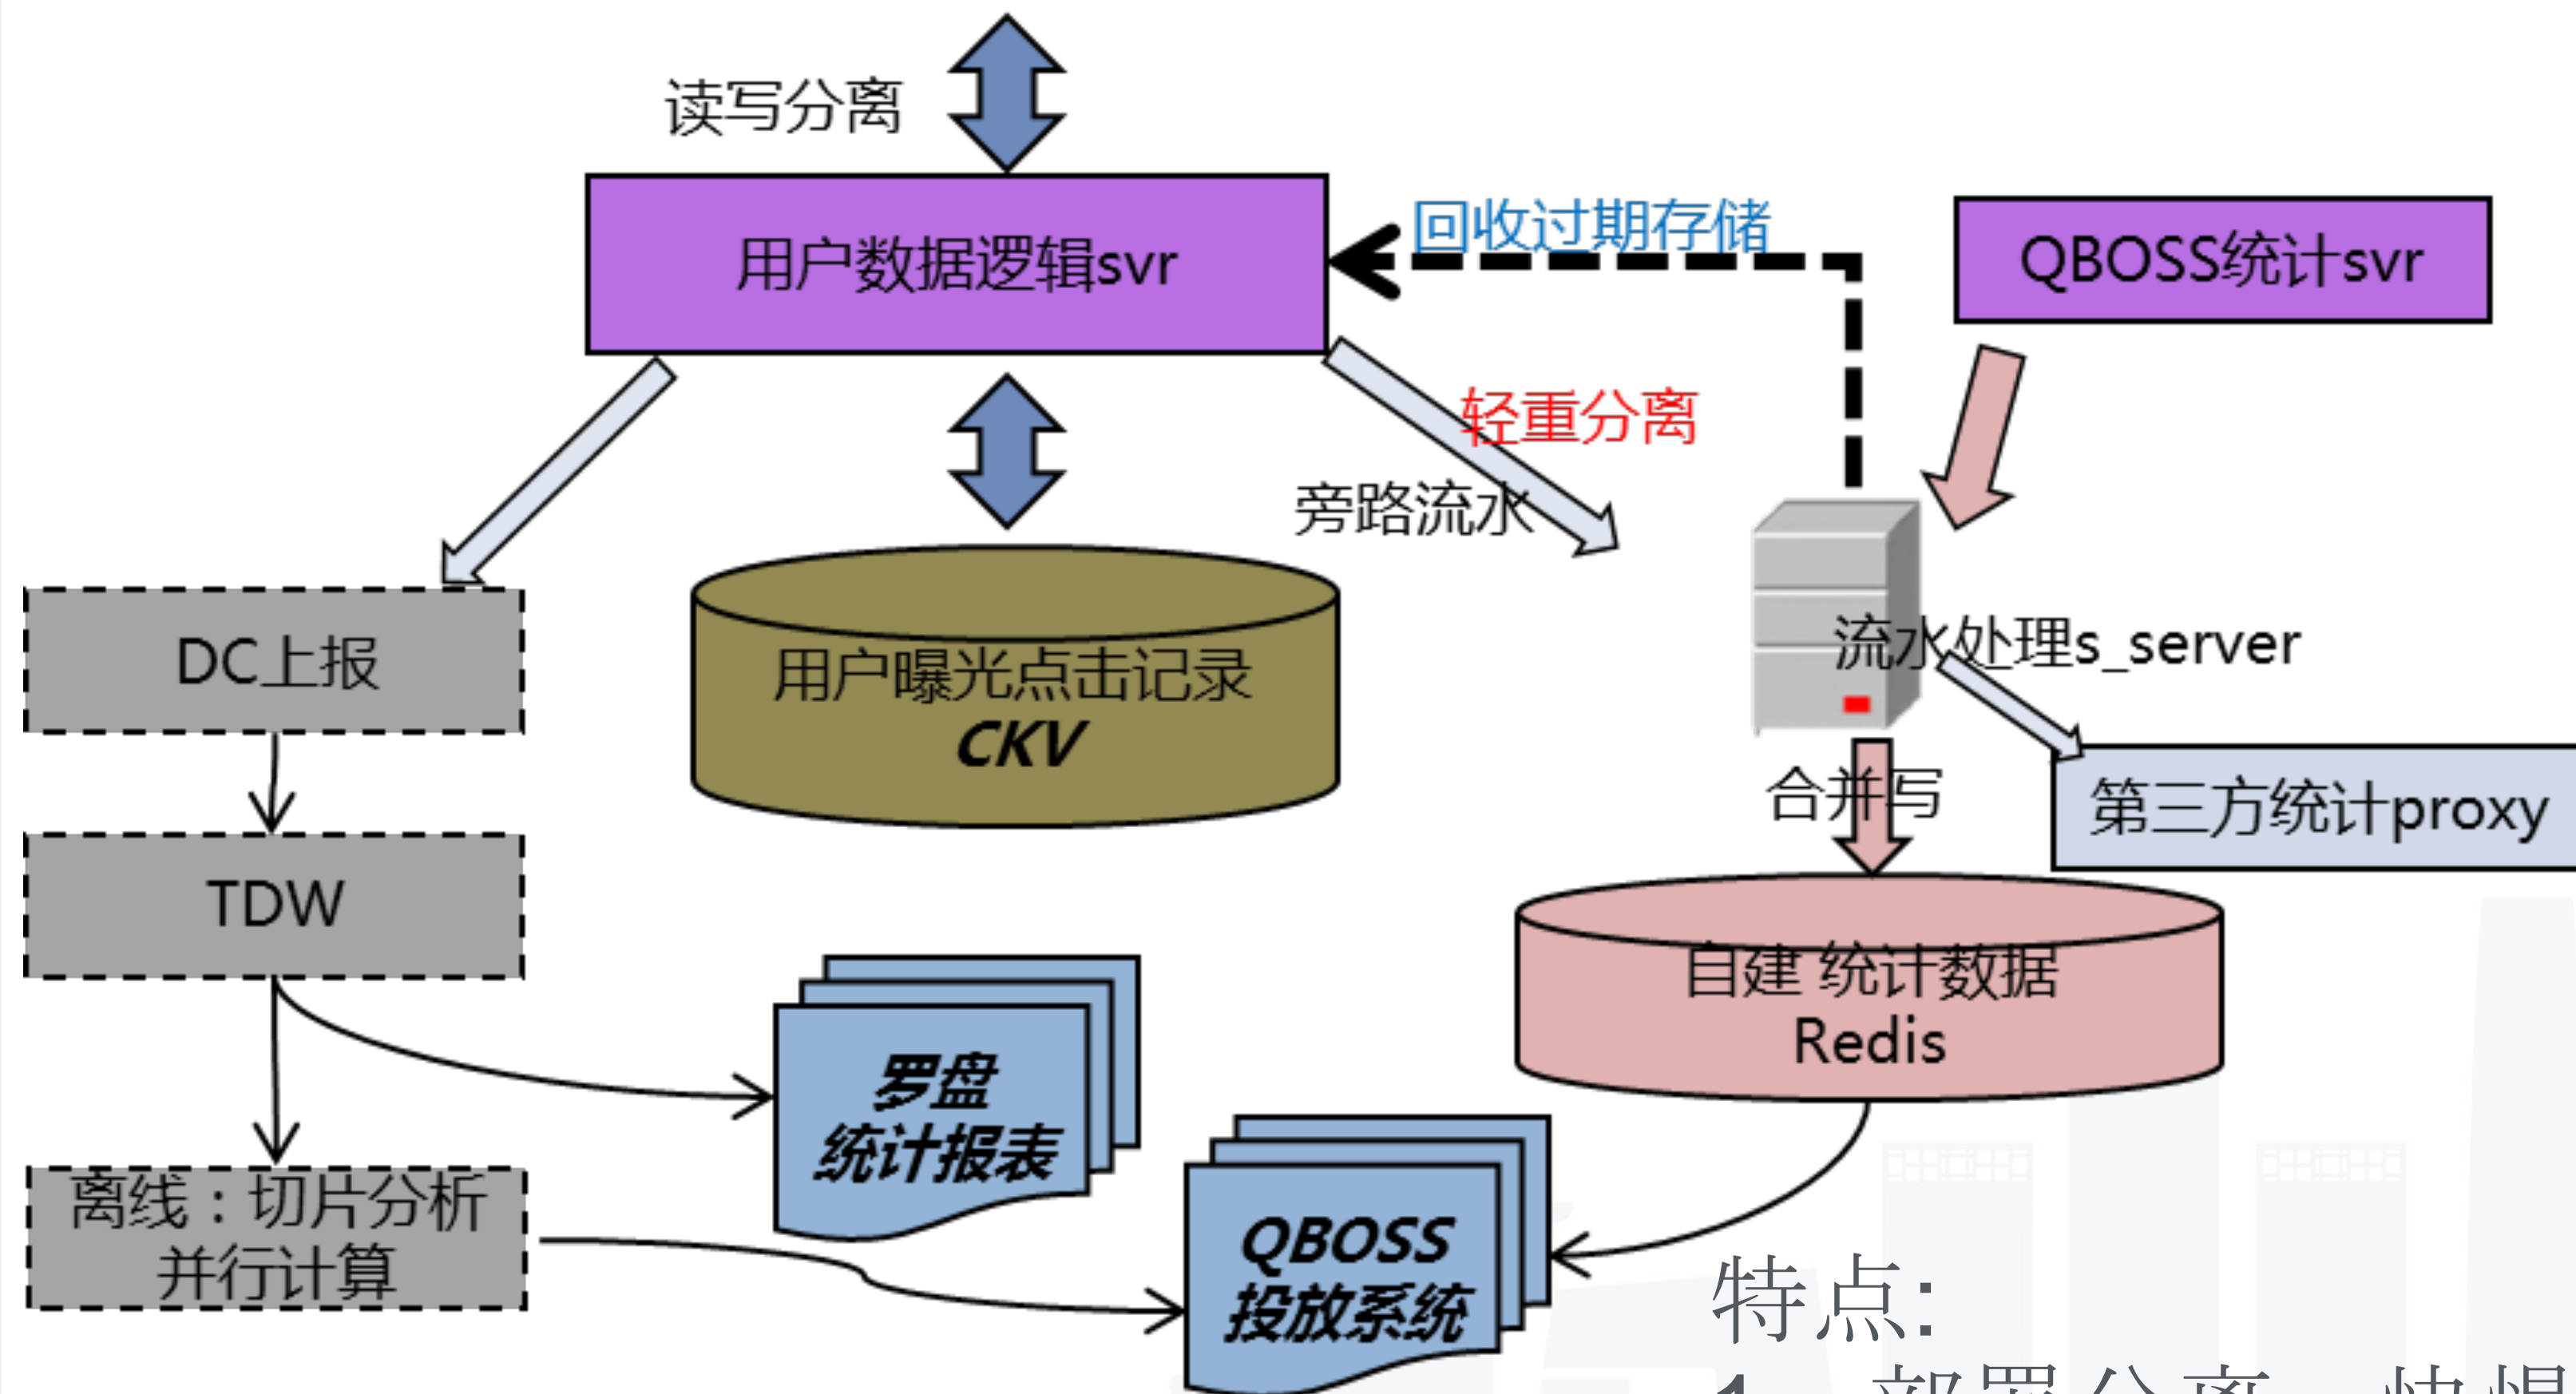 读写分离
用户数据逻辑svr
回收过期存储
QBOSS统计svr
轻重分离
旁路流水
DC上报
用户曝光点击记录
CKV
流水处理s_server
合并写
第三方统计proxy
TDW
自建 统计数据
Redis
罗盘
统计报表
离线：切片分析
并行计算
QBOSS
投放系统
特点:
1 部署分离